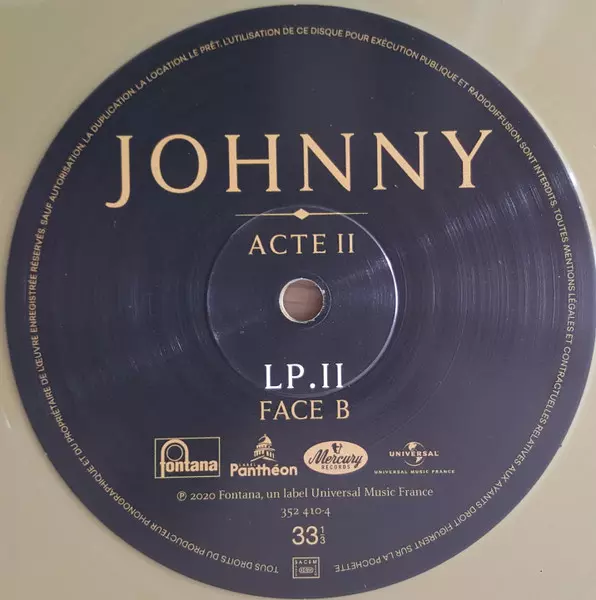 TOUS DROITS DU PRODUCTEUR PHONOGRAPHIQUE ET DU PROPRIÉTAIRE DE L'ŒUVRE ENREGISTRÉE RÉSERVÉS. SAUF AUTORISATION, LA DUPLICATION, LA LOCATION, LE PRÊT, L'UTILISATION DE CE DISQUE POUR EXÉCUTION PUBLIQUE ET RADIODIFFUSION SONT INTERDITS. TOUTES MENTIONS LÉGALES ET CONTRACTUELLES RELATIVES AUX AYANTS DROIT FIGURENT SUR LA POCHETTE
JOHNNY
ACTE II
LP.II
FACE B
fontana
LABEL
Panthéon
Mercury
RECORDS
UNIVERSAL
UNIVERSAL MUSIC FRANCE
℗ 2020 Fontana, un label Universal Music France
352 410-4
33 1/3
SACEM